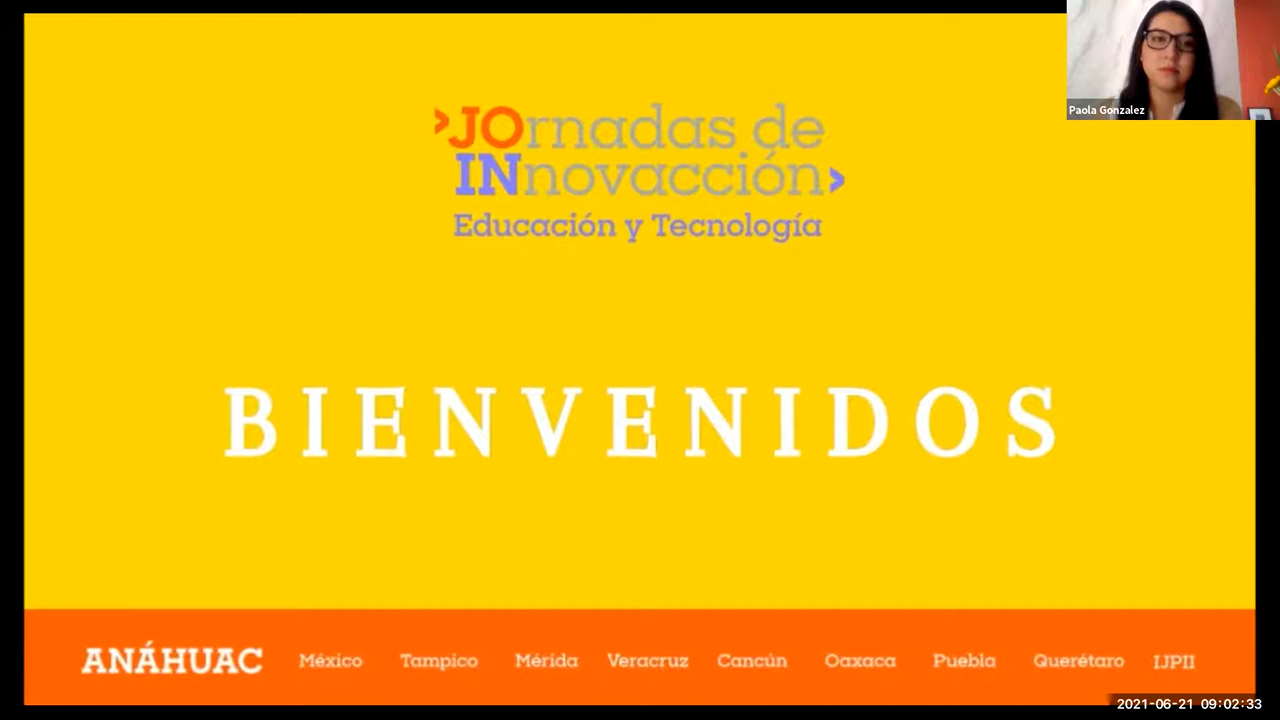 Paola Gonzalez
›JOrnadas de
INnovacción›
Educación y Tecnología
BIENVENIDOS
ANÁHUAC México Tampico Mérida Veracruz Cancún Oaxaca Puebla Querétaro IJPII
2021-06-21 09:02:33